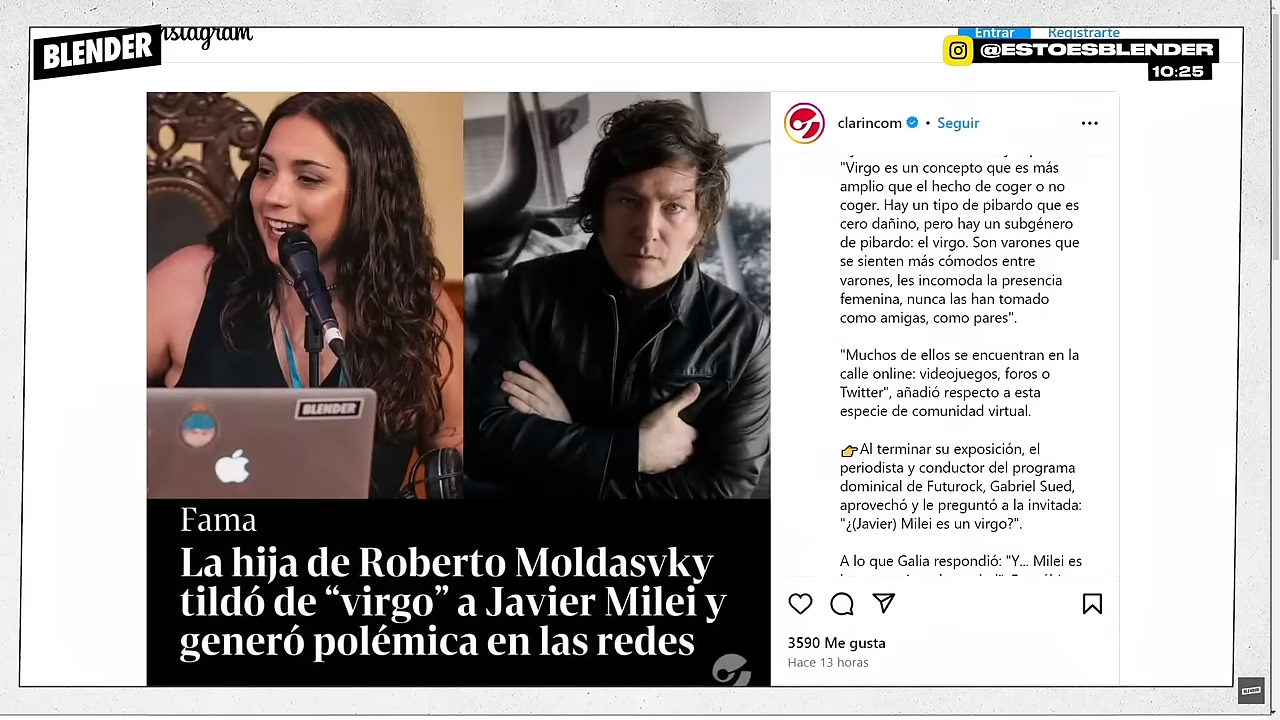 BLENDER
Instagram
Entrar
Registrarte
@ESTOESBLENDER
10:25
clarincom • Seguir
"Virgo es un concepto que es más
amplio que el hecho de coger o no
coger. Hay un tipo de pibardo que es
cero dañino, pero hay un subgénero
de pibardo: el virgo. Son varones que
se sienten más cómodos entre
varones, les incomoda la presencia
femenina, nunca las han tomado
como amigas, como pares".
"Muchos de ellos se encuentran en la
calle online: videojuegos, foros o
Twitter", añadió respecto a esta
especie de comunidad virtual.
👉Al terminar su exposición, el
periodista y conductor del programa
dominical de Futurock, Gabriel Sued,
aprovechó y le preguntó a la invitada:
"¿(Javier) Milei es un virgo?".
A lo que Galia respondió: "Y... Milei es
3590 Me gusta
Hace 13 horas
BLENDER
Fama
La hija de Roberto Moldasvky
tildó de “virgo” a Javier Milei y
generó polémica en las redes
BLENDER